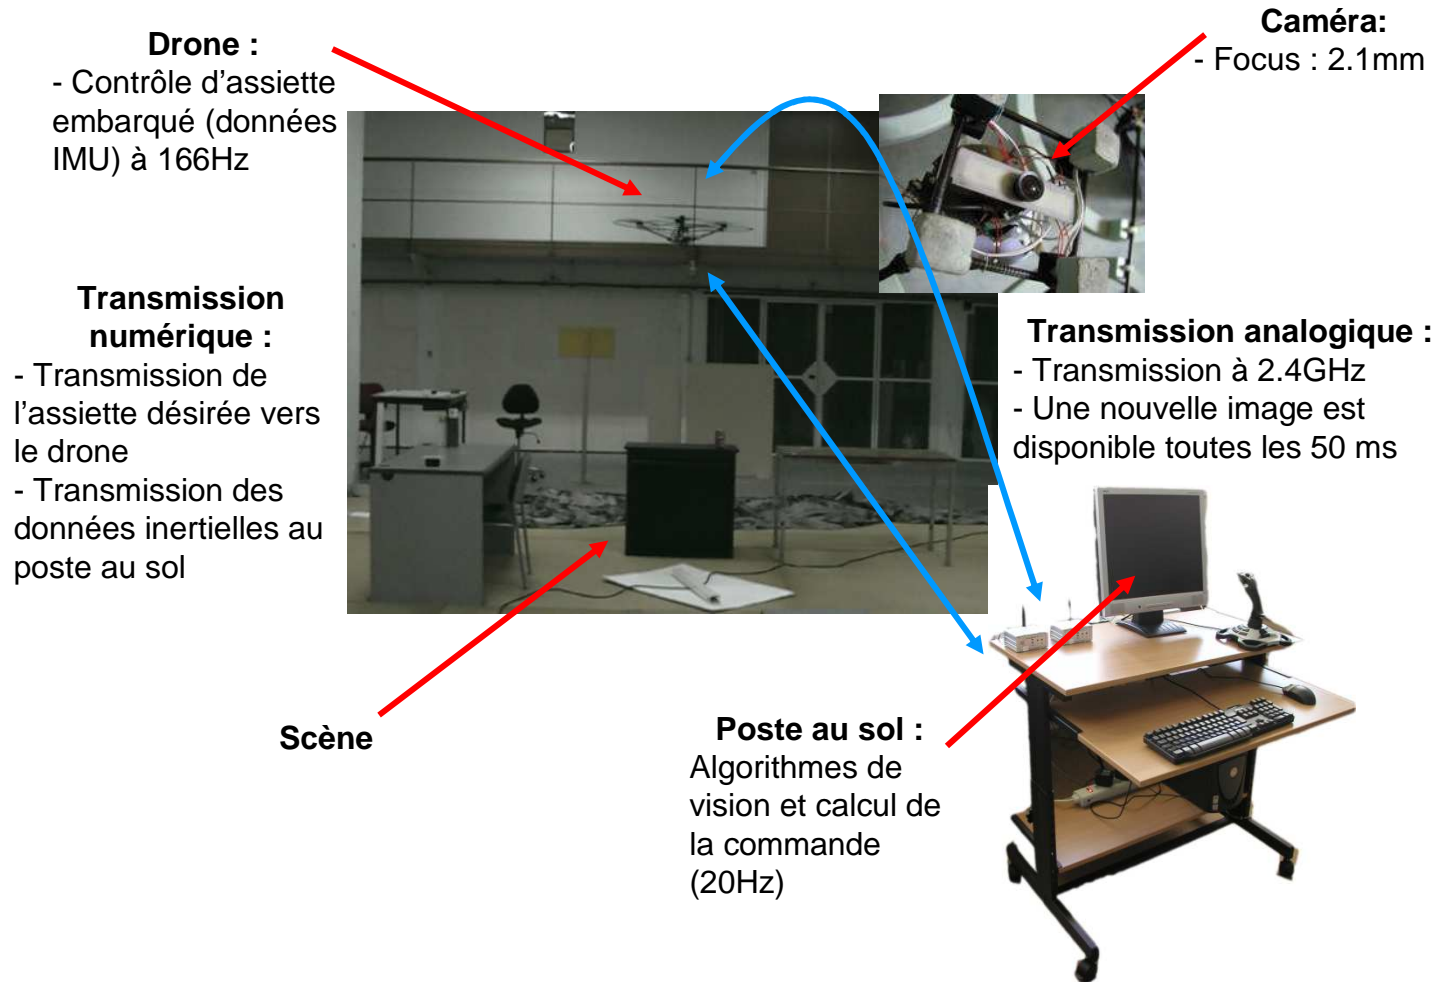 Drone :
- Contrôle d’assiette
embarqué (données
IMU) à 166Hz
Caméra:
- Focus : 2.1mm
Transmission
numérique :
- Transmission de
l’assiette désirée vers
le drone
- Transmission des
données inertielles au
poste au sol
Transmission analogique :
- Transmission à 2.4GHz
- Une nouvelle image est
disponible toutes les 50 ms
Scène
Poste au sol :
Algorithmes de
vision et calcul de
la commande
(20Hz)